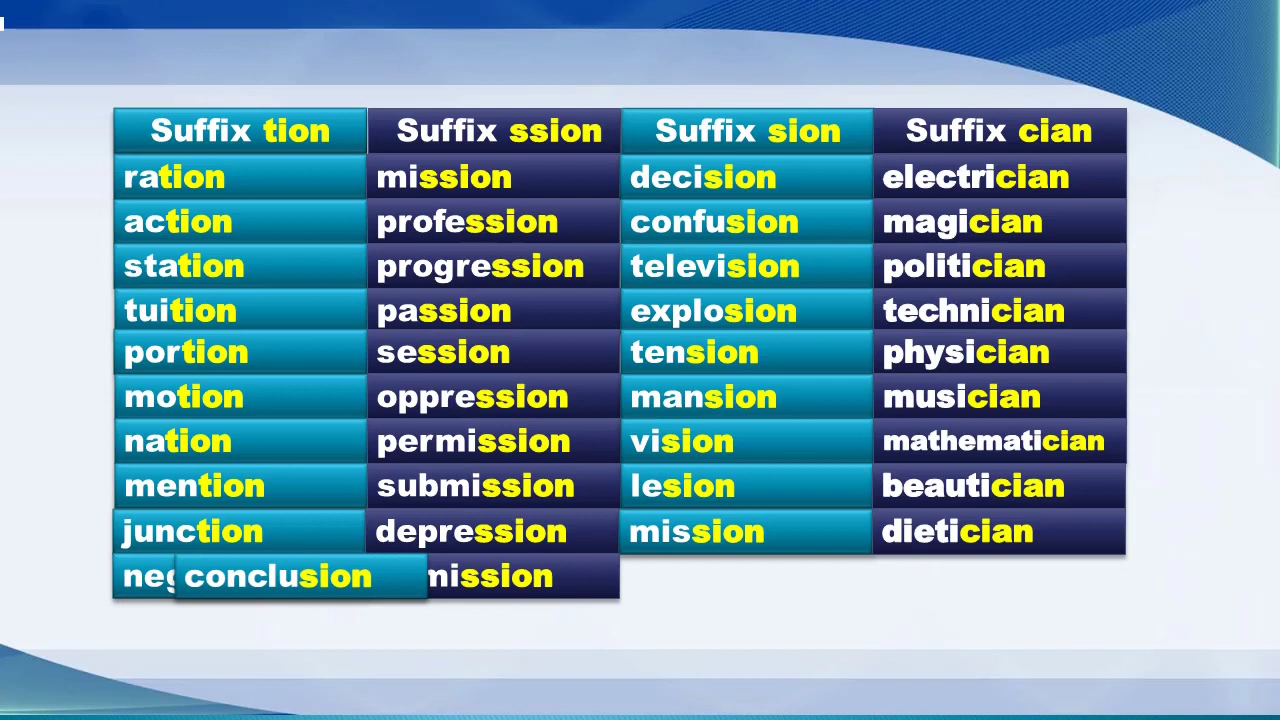 Suffix tion Suffix ssion Suffix sion Suffix cian
ration mission decision electrician
action profession confusion magician
station progression television politician
tuition passion explosion technician
portion session tension physician
motion oppression mansion musician
nation permission vision mathematician
mention submission lesion beautician
junction depression mission dietician
conclusion